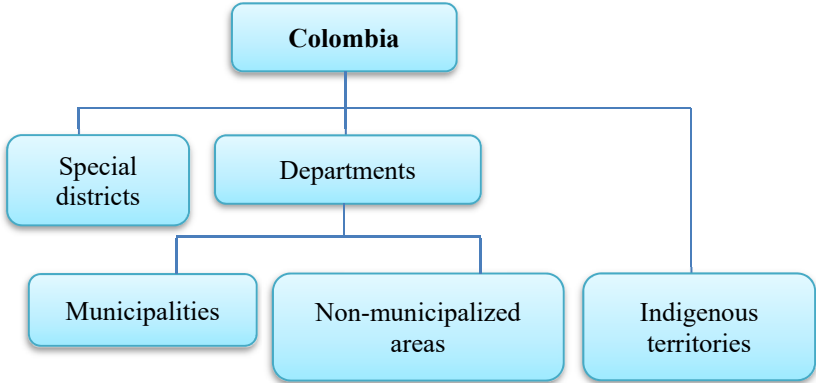 Colombia
Special
districts
Departments
Municipalities
Non-municipalized
areas
Indigenous
territories